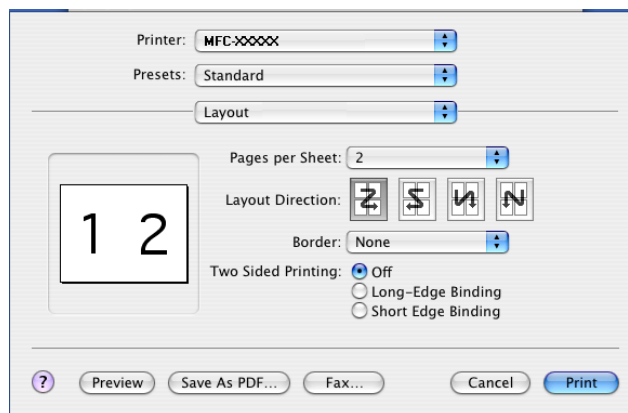 Printer: MFC-XXXXX
Presets: Standard
Layout
Pages per Sheet: 2
Layout Direction:
1 2
Border: None
Two Sided Printing: Off
Long-Edge Binding
Short Edge Binding
? Preview Save As PDF... Fax... Cancel Print